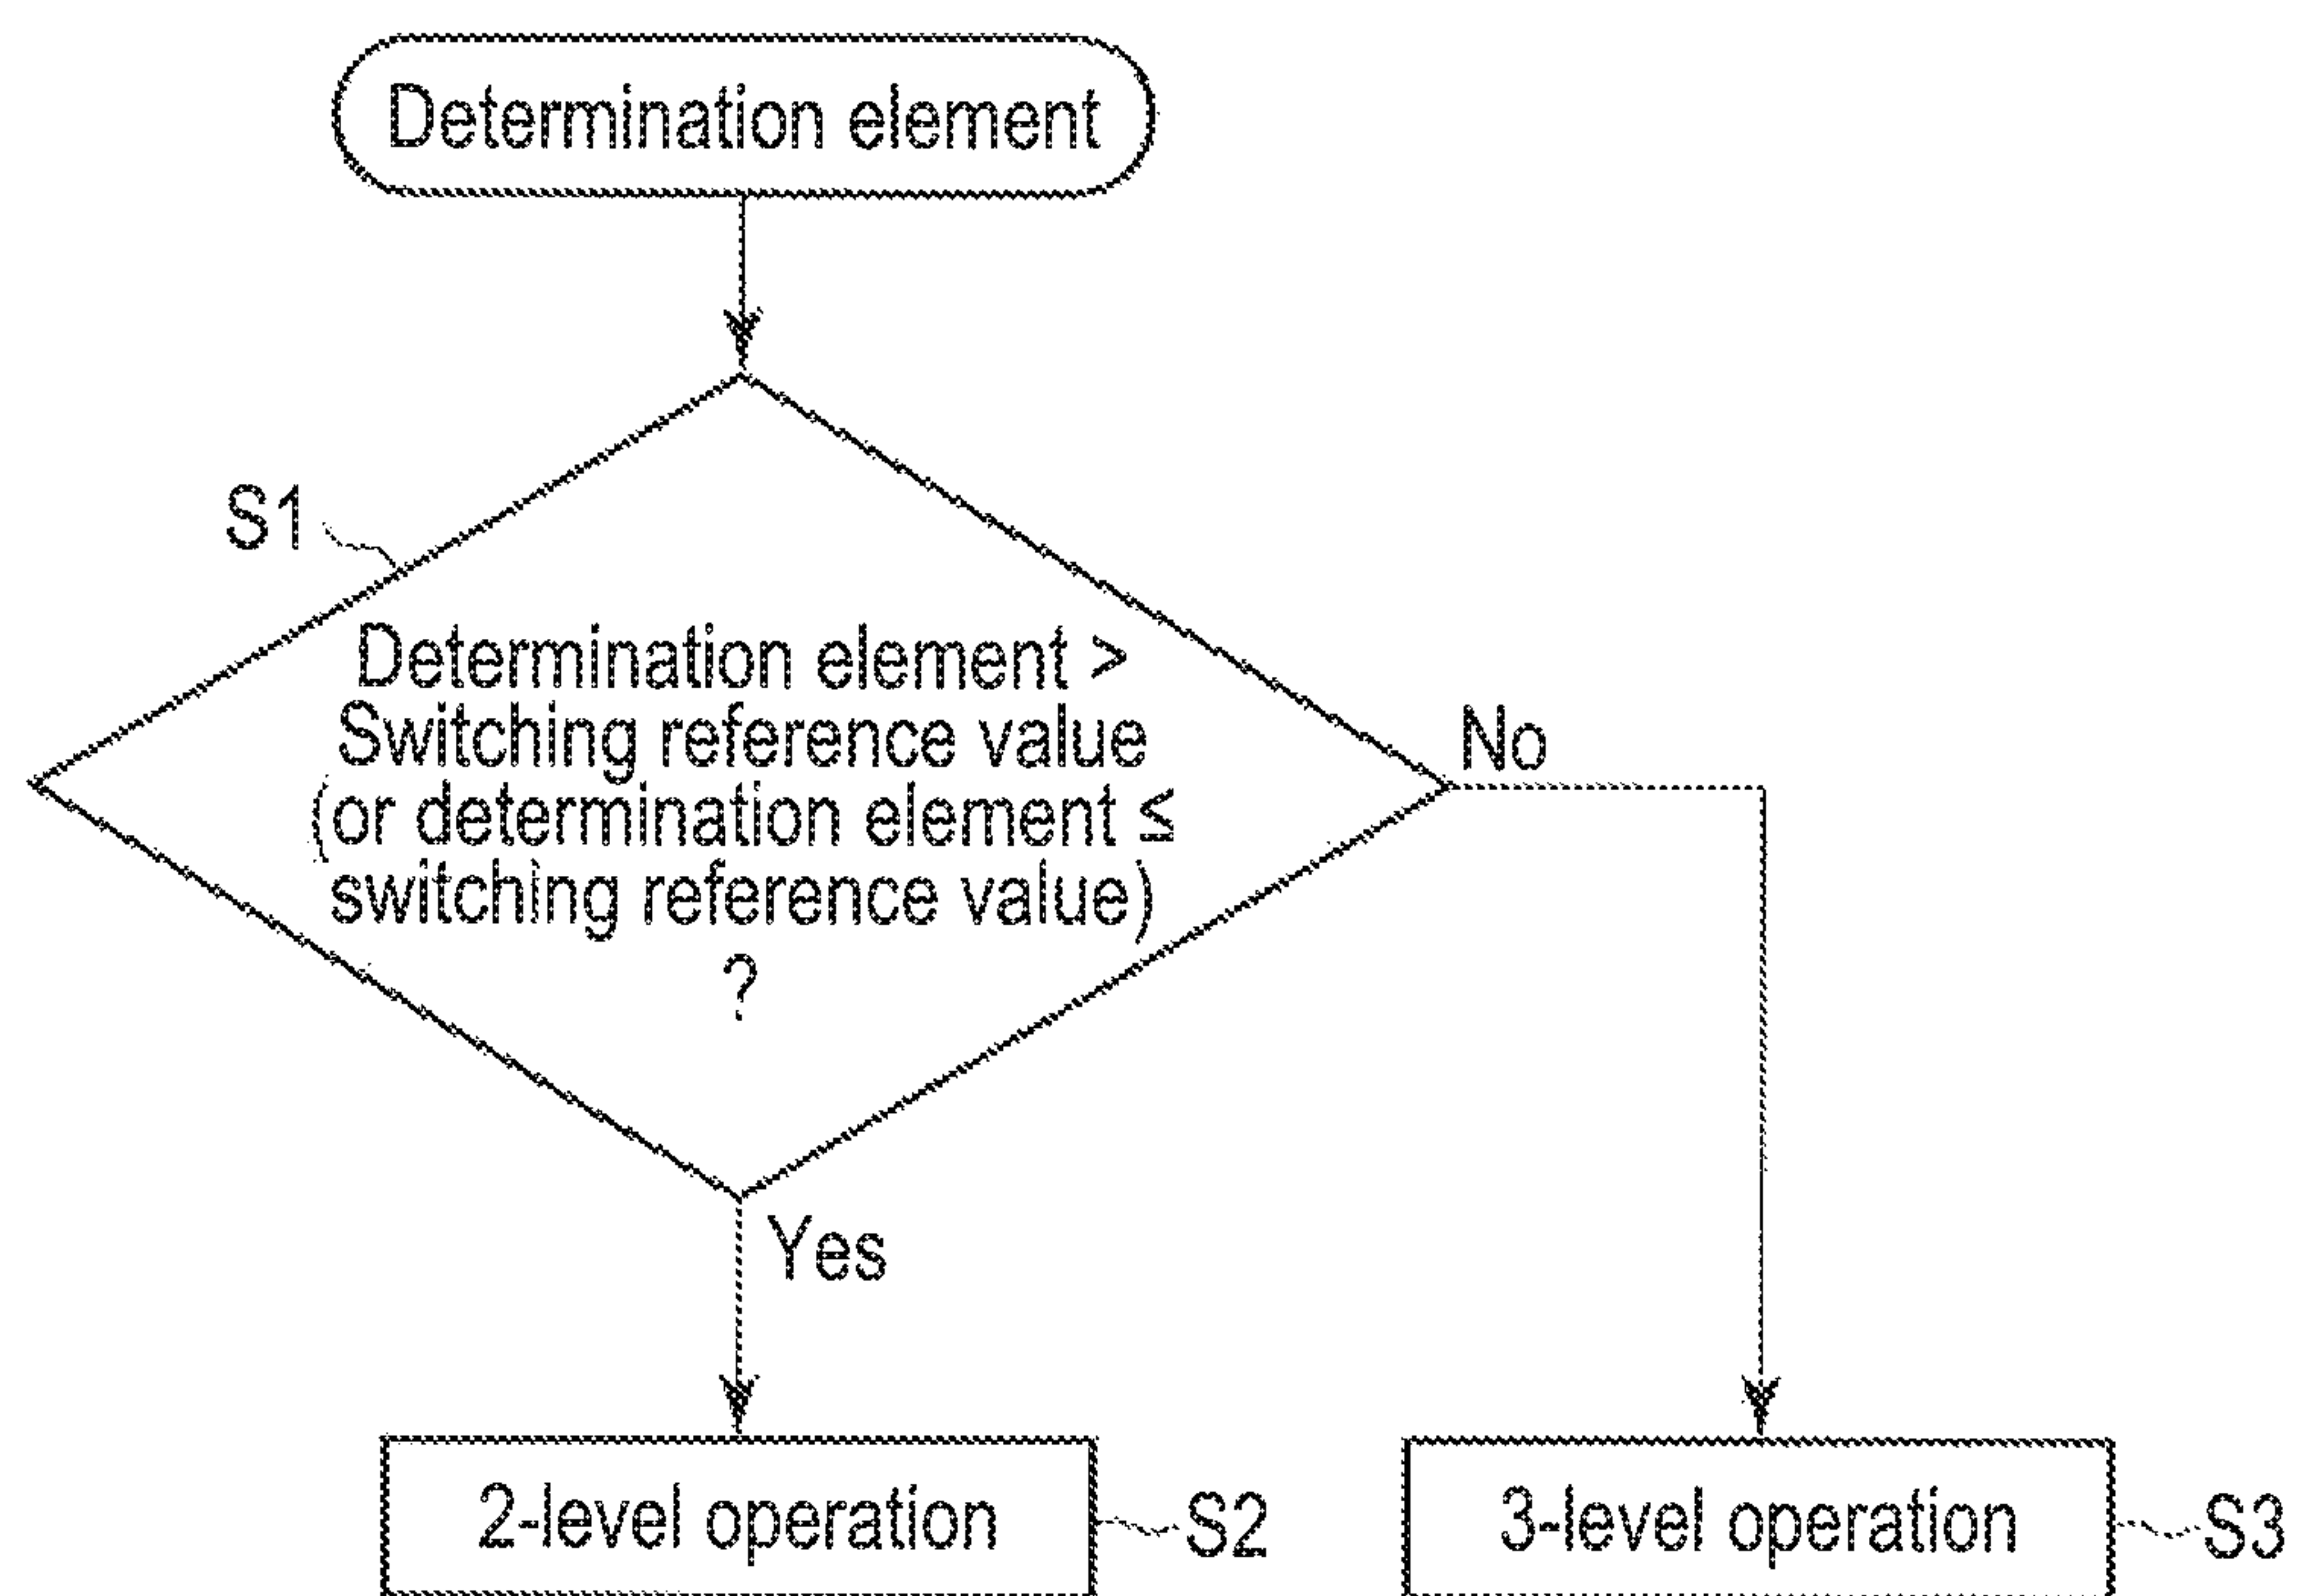 Determination element
S1
Determination element >
Switching reference value
(or determination element ≦
switching reference value)
?
No
Yes
2-level operation
S2
3-level operation
S3